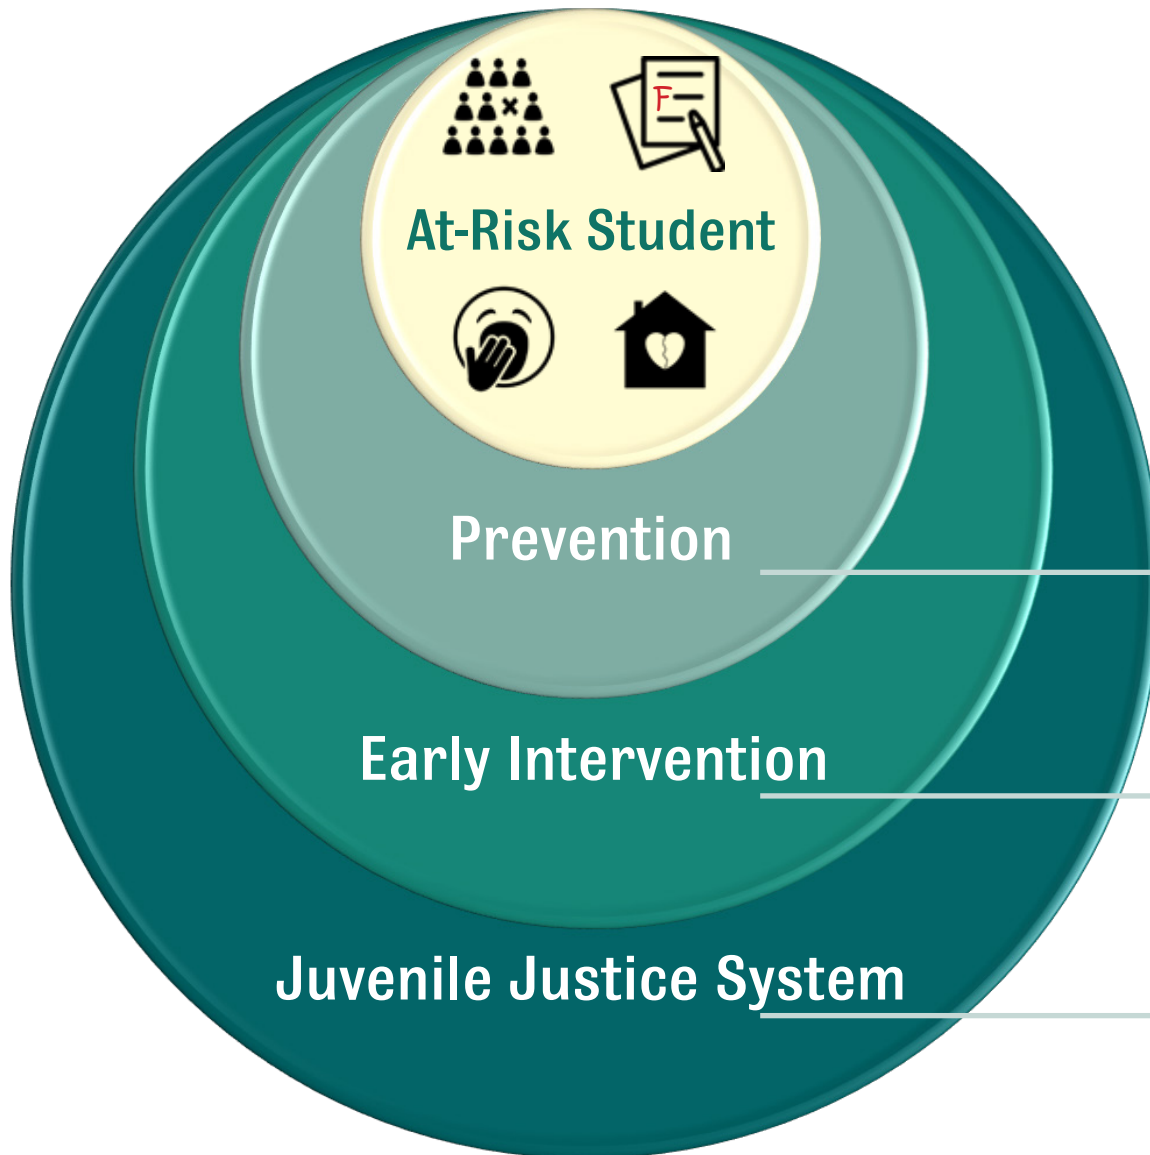 F
At-Risk Student
Prevention
Early Intervention
Juvenile Justice System